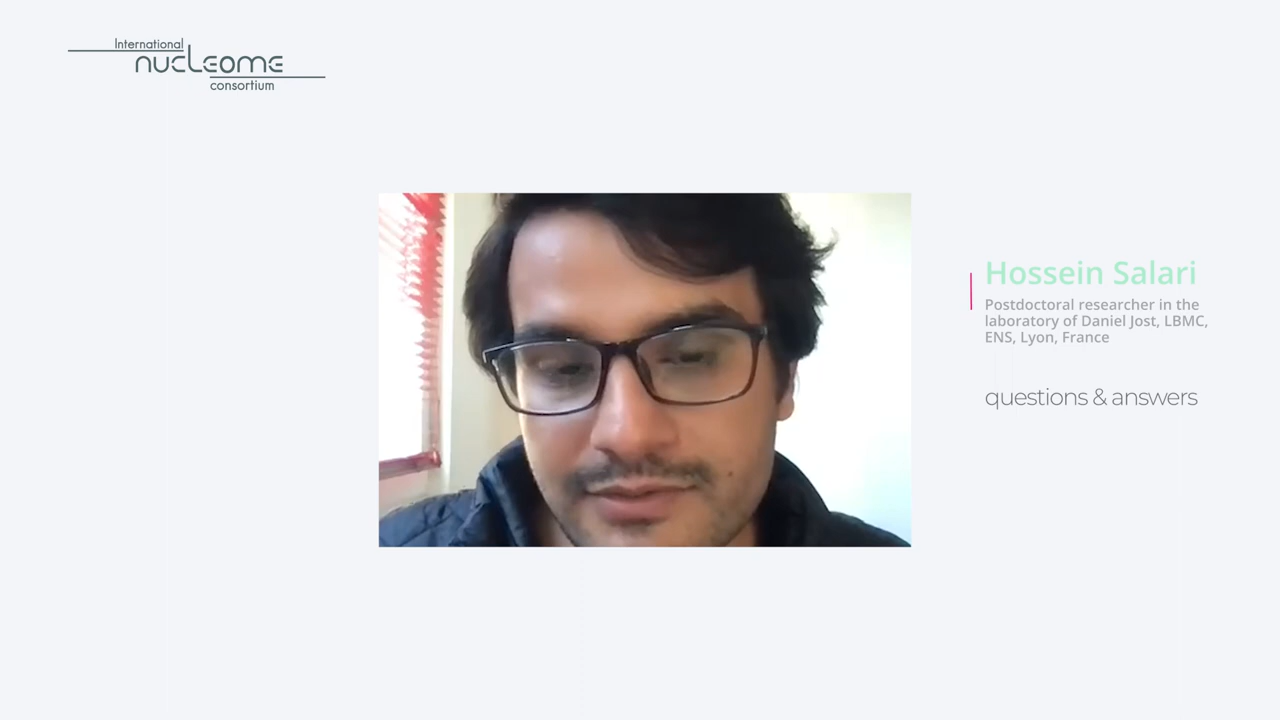 International
nucleome
consortium
Hossein Salari
Postdoctoral researcher in the
laboratory of Daniel Jost, LBMC,
ENS, Lyon, France
questions & answers